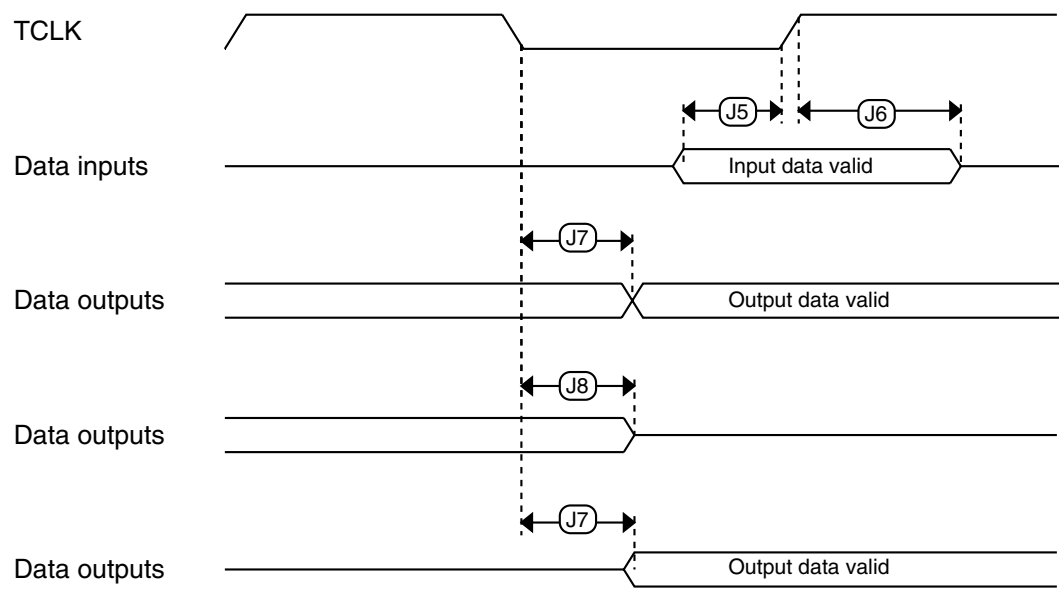 TCLK
J5
J6
Data inputs
Input data valid
J7
Data outputs
Output data valid
J8
Data outputs
J7
Data outputs
Output data valid